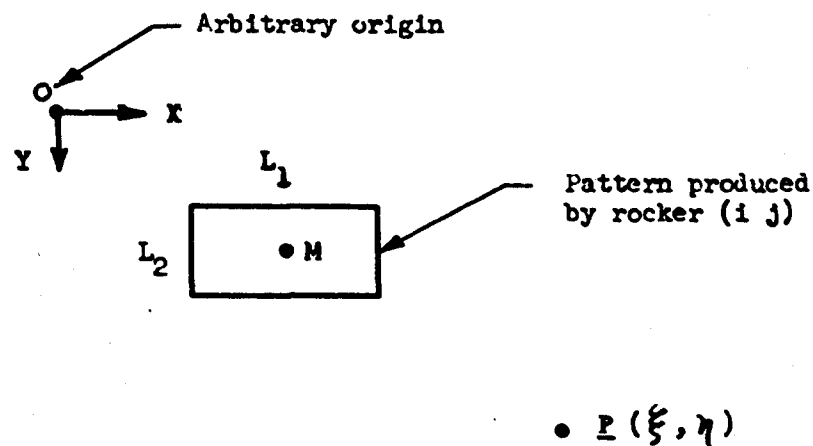 Arbitrary origin
O
X
Y
L₁
Pattern produced
by rocker (i j)
L₂
M
P (ξ, η)